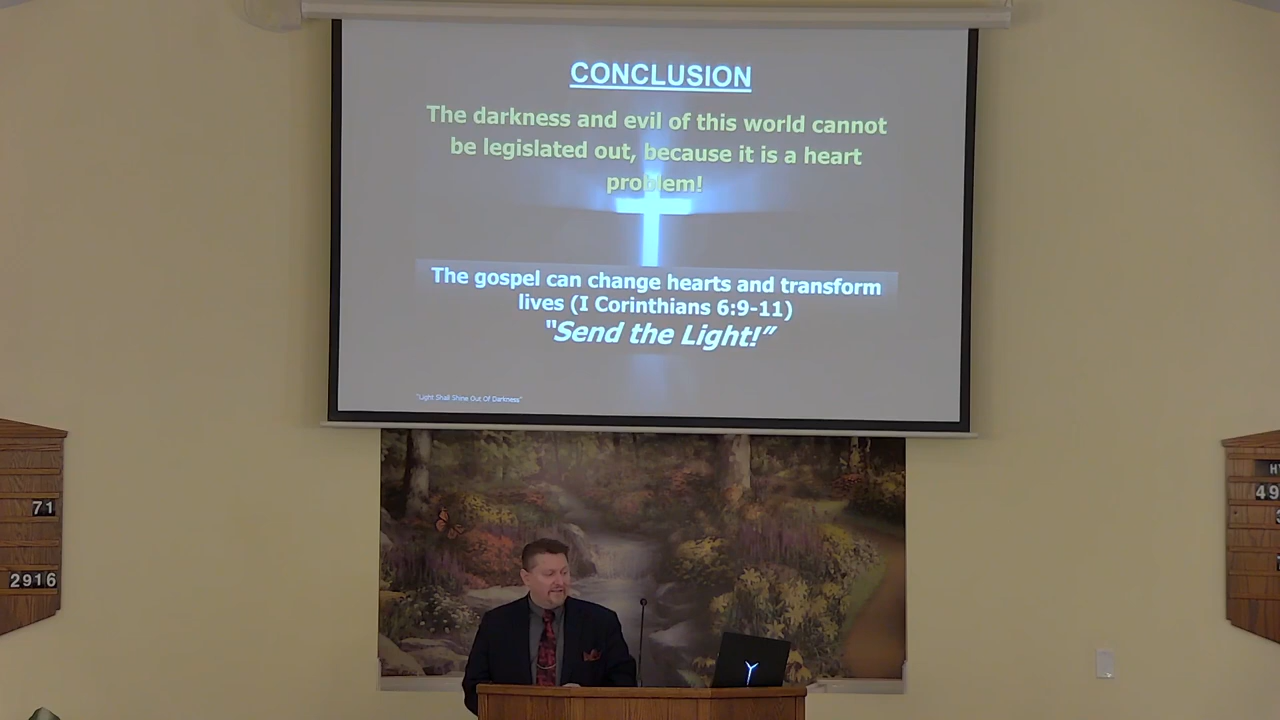 CONCLUSION
The darkness and evil of this world cannot
be legislated out, because it is a heart
problem!
The gospel can change hearts and transform
lives (I Corinthians 6:9-11)
"Send the Light!"
"Light Shall Shine Out Of Darkness"
71
2916
49